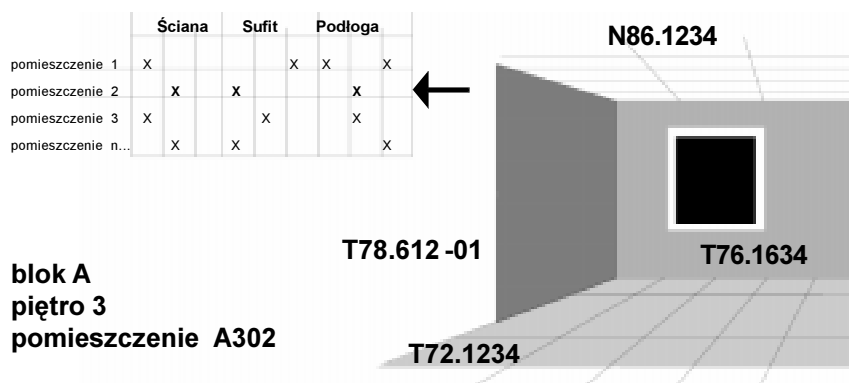 Ściana Sufit Podłoga
pomieszczenie 1 X X X X
pomieszczenie 2 X X X
pomieszczenie 3 X X X
pomieszczenie n... X X X
N86.1234
T78.612 -01
T76.1634
blok A
piętro 3
pomieszczenie A302
T72.1234